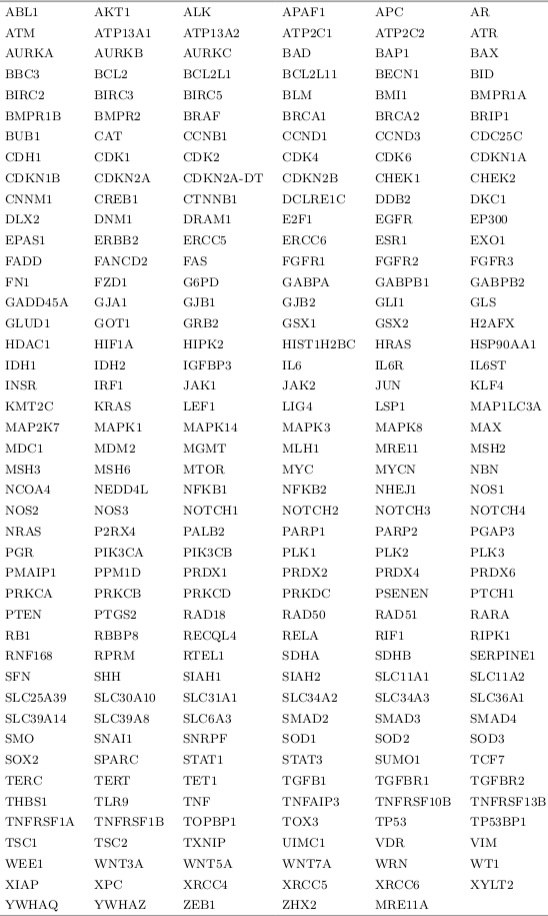 ABL1 AKT1 ALK APAF1 APC AR
ATM ATP13A1 ATP13A2 ATP2C1 ATP2C2 ATR
AURKA AURKB AURKC BAD BAP1 BAX
BBC3 BCL2 BCL2L1 BCL2L11 BECN1 BID
BIRC2 BIRC3 BIRC5 BLM BMI1 BMPR1A
BMPR1B BMPR2 BRAF BRCA1 BRCA2 BRIP1
BUB1 CAT CCNB1 CCND1 CCND3 CDC25C
CDH1 CDK1 CDK2 CDK4 CDK6 CDKN1A
CDKN1B CDKN2A CDKN2A-DT CDKN2B CHEK1 CHEK2
CNNM1 CREB1 CTNNB1 DCLRE1C DDB2 DKC1
DLX2 DNM1 DRAM1 E2F1 EGFR EP300
EPAS1 ERBB2 ERCC5 ERCC6 ESR1 EXO1
FADD FANCD2 FAS FGFR1 FGFR2 FGFR3
FN1 FZD1 G6PD GABPA GABPB1 GABPB2
GADD45A GJA1 GJB1 GJB2 GLI1 GLS
GLUD1 GOT1 GRB2 GSX1 GSX2 H2AFX
HDAC1 HIF1A HIPK2 HIST1H2BC HRAS HSP90AA1
IDH1 IDH2 IGFBP3 IL6 IL6R IL6ST
INSR IRF1 JAK1 JAK2 JUN KLF4
KMT2C KRAS LEF1 LIG4 LSP1 MAP1LC3A
MAP2K7 MAPK1 MAPK14 MAPK3 MAPK8 MAX
MDC1 MDM2 MGMT MLH1 MRE11 MSH2
MSH3 MSH6 MTOR MYC MYCN NBN
NCOA4 NEDD4L NFKB1 NFKB2 NHEJ1 NOS1
NOS2 NOS3 NOTCH1 NOTCH2 NOTCH3 NOTCH4
NRAS P2RX4 PALB2 PARP1 PARP2 PGAP3
PGR PIK3CA PIK3CB PLK1 PLK2 PLK3
PMAIP1 PPM1D PRDX1 PRDX2 PRDX4 PRDX6
PRKCA PRKCB PRKCD PRKDC PSENEN PTCH1
PTEN PTGS2 RAD18 RAD50 RAD51 RARA
RB1 RBBP8 RECQL4 RELA RIF1 RIPK1
RNF168 RPRM RTEL1 SDHA SDHB SERPINE1
SFN SHH SIAH1 SIAH2 SLC11A1 SLC11A2
SLC25A39 SLC30A10 SLC31A1 SLC34A2 SLC34A3 SLC36A1
SLC39A14 SLC39A8 SLC6A3 SMAD2 SMAD3 SMAD4
SMO SNAI1 SNRPF SOD1 SOD2 SOD3
SOX2 SPARC STAT1 STAT3 SUMO1 TCF7
TERC TERT TET1 TGFB1 TGFBR1 TGFBR2
THBS1 TLR9 TNF TNFAIP3 TNFRSF10B TNFRSF13B
TNFRSF1A TNFRSF1B TOPBP1 TOX3 TP53 TP53BP1
TSC1 TSC2 TXNIP UIMC1 VDR VIM
WEE1 WNT3A WNT5A WNT7A WRN WT1
XIAP XPC XRCC4 XRCC5 XRCC6 XYLT2
YWHAQ YWHAZ ZEB1 ZHX2 MRE11A